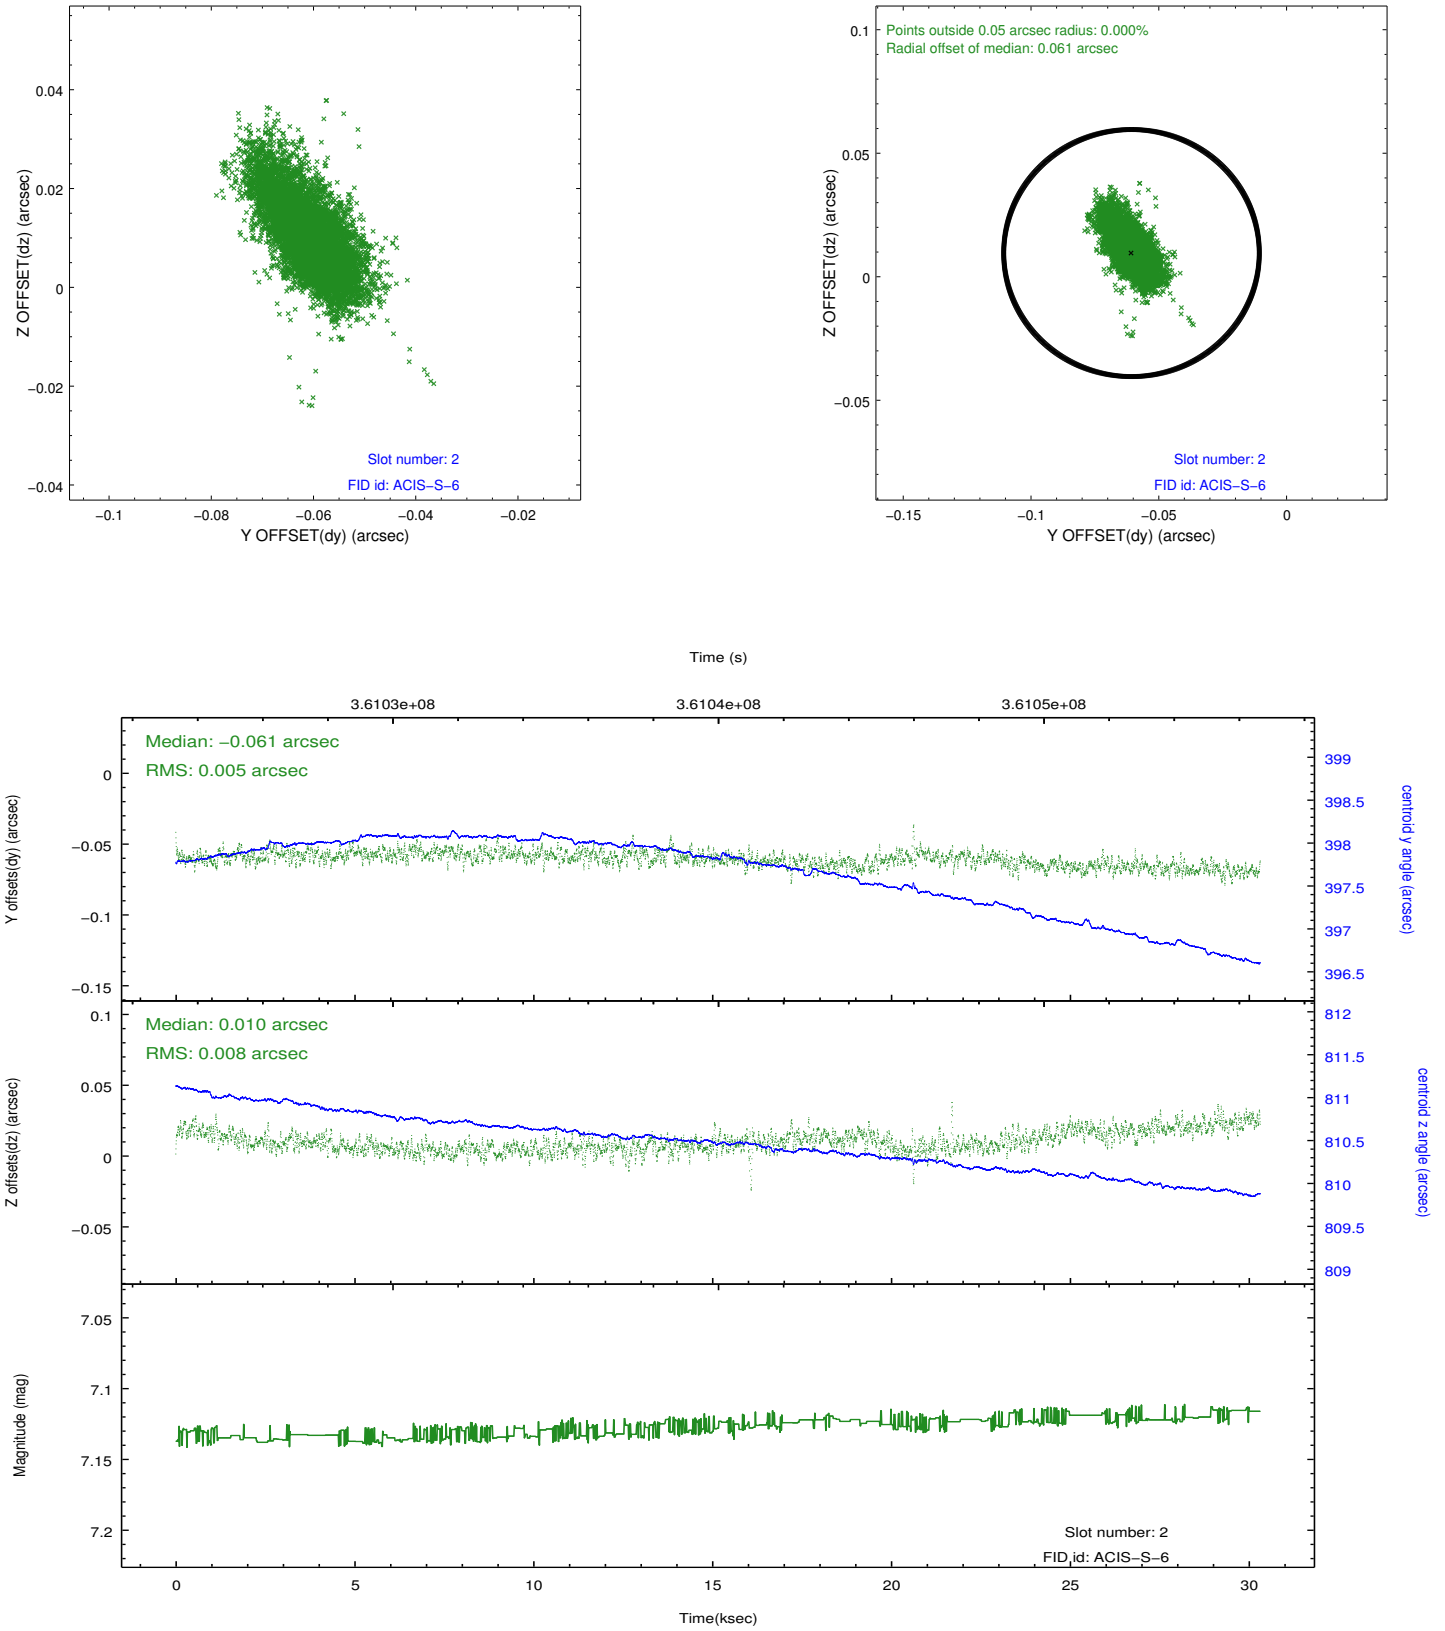 0.04
0.02
0
−0.02
−0.04
Z OFFSET(dz) (arcsec)
Slot number: 2
FID id: ACIS−S−6
−0.1
−0.08
−0.06
−0.04
−0.02
Y OFFSET(dy) (arcsec)
Points outside 0.05 arcsec radius: 0.000%
Radial offset of median: 0.061 arcsec
0.1
0.05
0
−0.05
Z OFFSET(dz) (arcsec)
Slot number: 2
FID id: ACIS−S−6
−0.15
−0.1
−0.05
0
Y OFFSET(dy) (arcsec)
Time (s)
3.6103e+08
3.6104e+08
3.6105e+08
Median: −0.061 arcsec
RMS: 0.005 arcsec
0
−0.05
−0.1
−0.15
Y offsets(dy) (arcsec)
399
398.5
398
397.5
397
396.5
centroid y angle (arcsec)
Median: 0.010 arcsec
RMS: 0.008 arcsec
0.1
0.05
0
−0.05
Z offsets(dz) (arcsec)
812
811.5
811
810.5
810
809.5
809
centroid z angle (arcsec)
7.05
7.1
7.15
7.2
Magnitude (mag)
Slot number: 2
FID id: ACIS−S−6
0
5
10
15
20
25
30
Time(ksec)